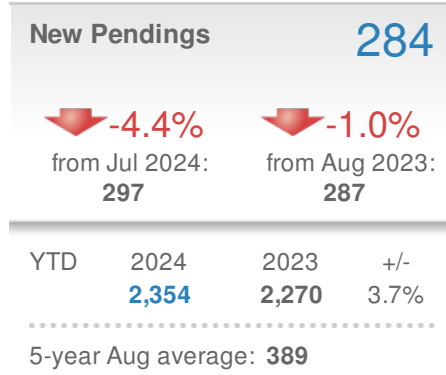 New Pendings 284
-4.4% -1.0%
from Jul 2024: from Aug 2023:
297 287
YTD 2024 2023 +/-
2,354 2,270 3.7%
5-year Aug average: 389